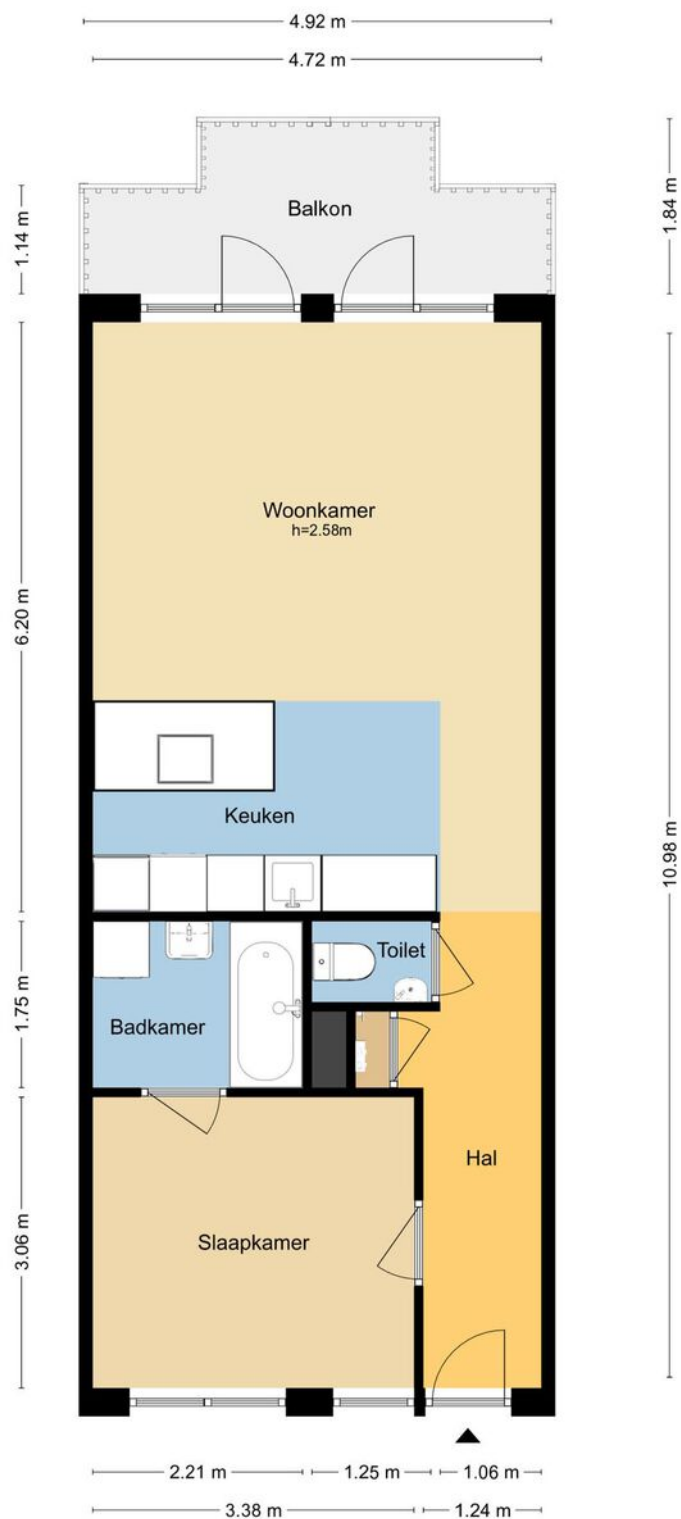 4.92 m
4.72 m
1.14 m
1.84 m
Balkon
Woonkamer
h=2.58m
6.20 m
10.98 m
Keuken
Toilet
1.75 m
Badkamer
Hal
3.06 m
Slaapkamer
2.21 m
1.25 m
1.06 m
3.38 m
1.24 m